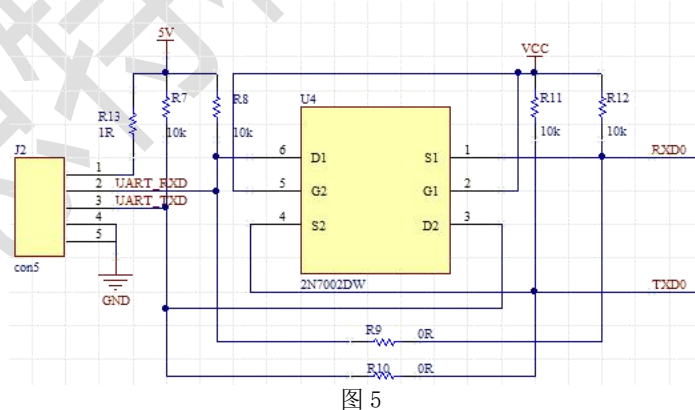 5V
VCC
R13
1R
R7
10k
R8
10k
U4
R11
10k
R12
10k
J2
1
2
3
4
5
con5
UART_RXD
UART_TXD
GND
6
5
4
D1
G2
S2
S1
G1
D2
1
2
3
2N7002DW
RXD0
TXD0
R9
0R
R10
0R
图 5